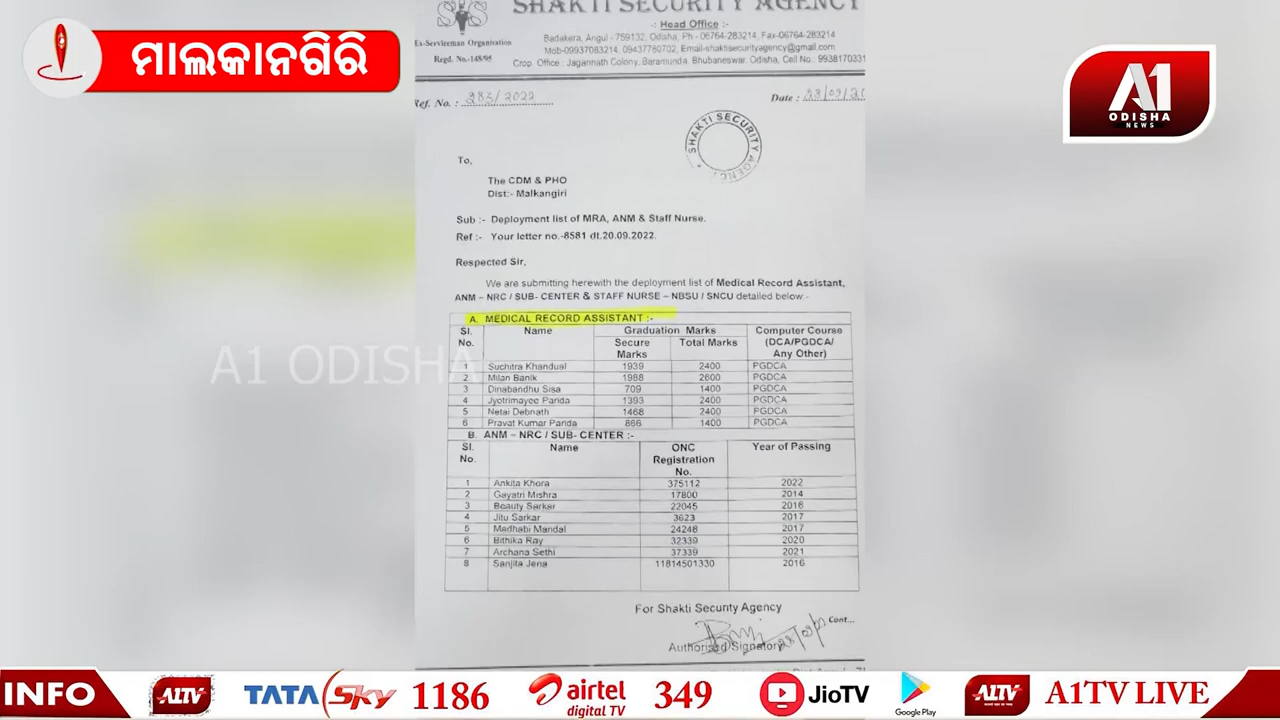 ମାଲକାନଗିରି
A1
ODISHA
NEWS
SHAKTI SECURITY AGENCY
-: Head Office :-
Badakera, Angul - 759132, Odisha, Ph - 06764-283214, Fax-06764-283214
Ex-Serviceman Organisation
Mob-09937083214, 09437780702, Email-shaktisecurityagency@gmail.com
Regd. No.-148/95
Crop. Office : Jagannath Colony, Baramunda, Bhubaneswar, Odisha, Cell No.: 993817033
Ref. No. : 283/2022
Date : 23/09/20
SHAKTI SECURITY AGENCY
To,
The CDM & PHO
Dist:- Malkangiri
Sub :- Deployment list of MRA, ANM & Staff Nurse.
Ref :- Your letter no.-8581 dt.20.09.2022.
Respected Sir,
We are submitting herewith the deployment list of Medical Record Assistant,
ANM – NRC / SUB- CENTER & STAFF NURSE – NBSU / SNCU detailed below:-
A. MEDICAL RECORD ASSISTANT :-
Sl. No. Name Graduation Marks Computer Course (DCA/PGDCA/ Any Other)
Secure Marks Total Marks
1 Suchitra Khandual 1939 2400 PGDCA
2 Milan Banik 1988 2600 PGDCA
3 Dinabandhu Sisa 709 1400 PGDCA
4 Jyotrimayee Parida 1393 2400 PGDCA
5 Netai Debnath 1468 2400 PGDCA
6 Pravat Kumar Parida 866 1400 PGDCA
B. ANM – NRC / SUB- CENTER :-
Sl. No. Name ONC Registration No. Year of Passing
1 Ankita Khora 375112 2022
2 Gayatri Mishra 17800 2014
3 Beauty Sarkar 22045 2016
4 Jitu Sarkar 3623 2017
5 Madhabi Mandal 24248 2017
6 Bithika Ray 32339 2020
7 Archana Sethi 37339 2021
8 Sanjita Jena 11814501330 2016
For Shakti Security Agency
Cont...
Authorised Signatory
A1 ODISHA
INFO A1TV TATA Sky 1186 airtel digital TV 349 JioTV Google Play A1TV A1TV LIVE